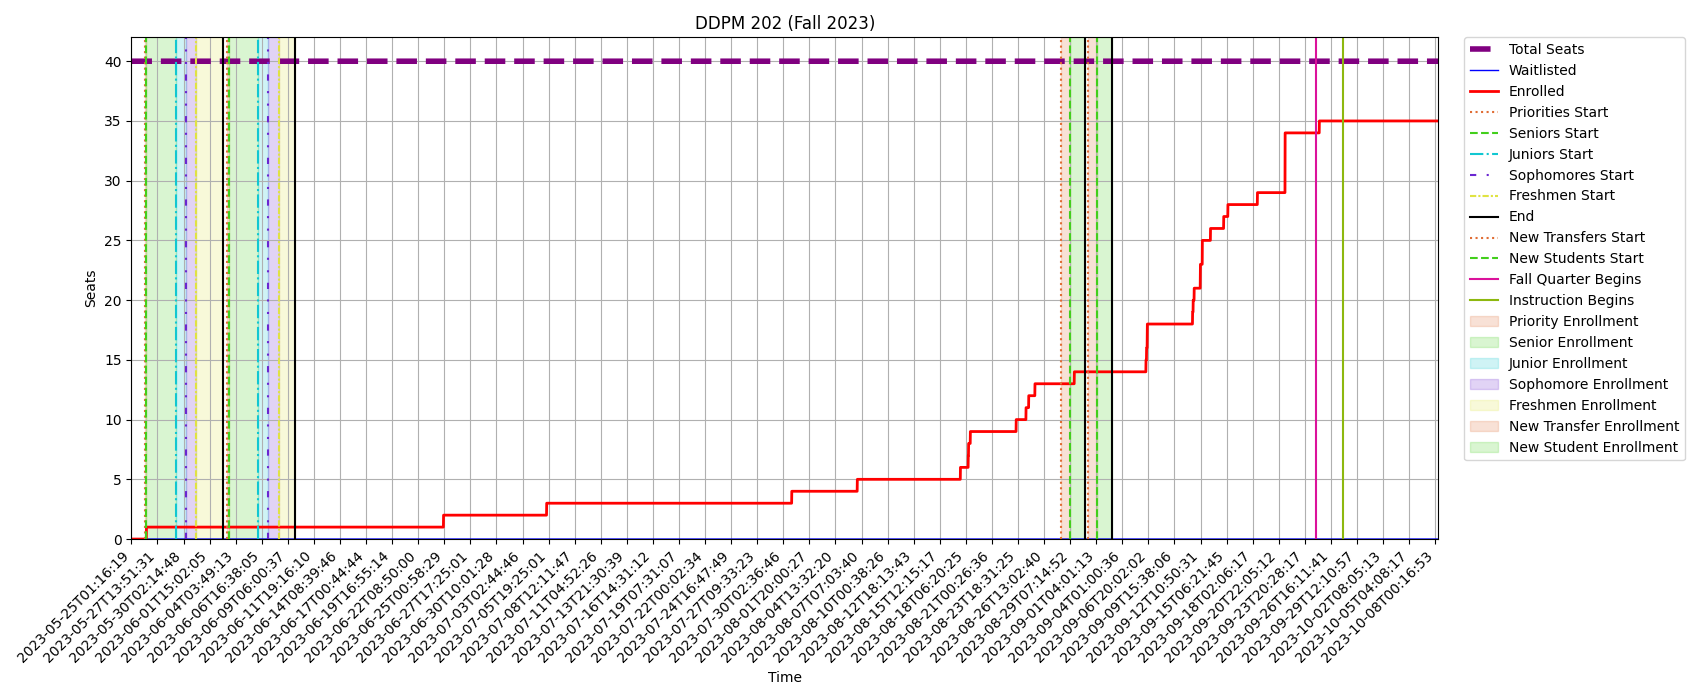 DDPM 202 (Fall 2023)
Seats
40
35
30
25
20
15
10
5
0
2023-05-25T01:16:19
2023-05-27T13:51:31
2023-05-30T02:14:48
2023-06-01T15:02:05
2023-06-04T03:49:13
2023-06-06T16:38:05
2023-06-09T06:00:37
2023-06-11T19:16:10
2023-06-14T08:39:46
2023-06-17T00:44:44
2023-06-19T16:55:14
2023-06-22T08:50:00
2023-06-25T00:58:29
2023-06-27T17:25:01
2023-06-30T10:01:28
2023-07-03T02:44:46
2023-07-05T19:25:01
2023-07-08T12:11:47
2023-07-11T04:52:26
2023-07-13T21:30:39
2023-07-16T14:31:12
2023-07-19T07:31:07
2023-07-22T00:02:34
2023-07-24T16:47:49
2023-07-27T09:33:23
2023-07-30T02:36:46
2023-08-01T20:00:27
2023-08-04T13:32:20
2023-08-07T07:03:40
2023-08-10T00:38:26
2023-08-12T18:13:43
2023-08-15T12:15:17
2023-08-18T06:20:25
2023-08-21T00:26:36
2023-08-23T18:31:25
2023-08-26T13:02:40
2023-08-29T07:14:52
2023-09-01T04:01:13
2023-09-04T01:00:36
2023-09-06T20:02:02
2023-09-09T15:38:06
2023-09-12T10:50:31
2023-09-15T06:21:45
2023-09-18T02:06:17
2023-09-20T22:05:12
2023-09-23T20:28:17
2023-09-26T16:11:41
2023-09-29T12:10:57
2023-10-02T08:05:13
2023-10-05T04:08:17
2023-10-08T00:16:53
Time
Total Seats
Waitlisted
Enrolled
Priorities Start
Seniors Start
Juniors Start
Sophomores Start
Freshmen Start
End
New Transfers Start
New Students Start
Fall Quarter Begins
Instruction Begins
Priority Enrollment
Senior Enrollment
Junior Enrollment
Sophomore Enrollment
Freshmen Enrollment
New Transfer Enrollment
New Student Enrollment